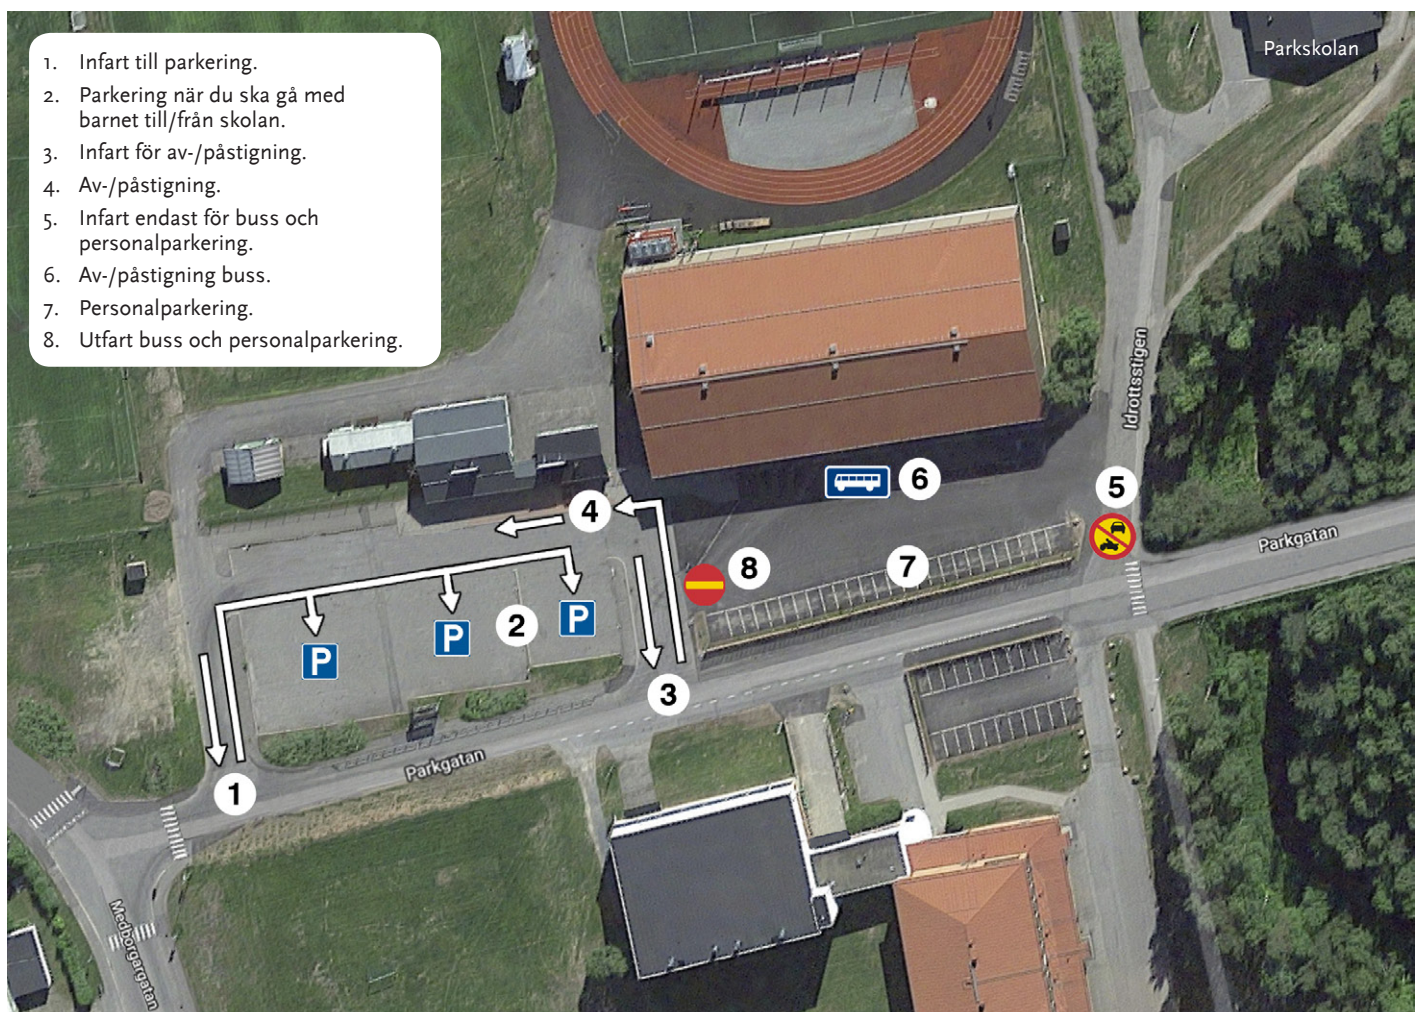 1. Infart till parkering.
2. Parkering när du ska gå med
barnet till/från skolan.
3. Infart för av-/påstigning.
4. Av-/påstigning.
5. Infart endast för buss och
personalparkering.
6. Av-/påstigning buss.
7. Personalparkering.
8. Utfart buss och personalparkering.
Parkskolan
Idrottsstigen
5
6
4
Parkgatan
8
7
2
P
P
P
3
Parkgatan
1
Medborgargatan